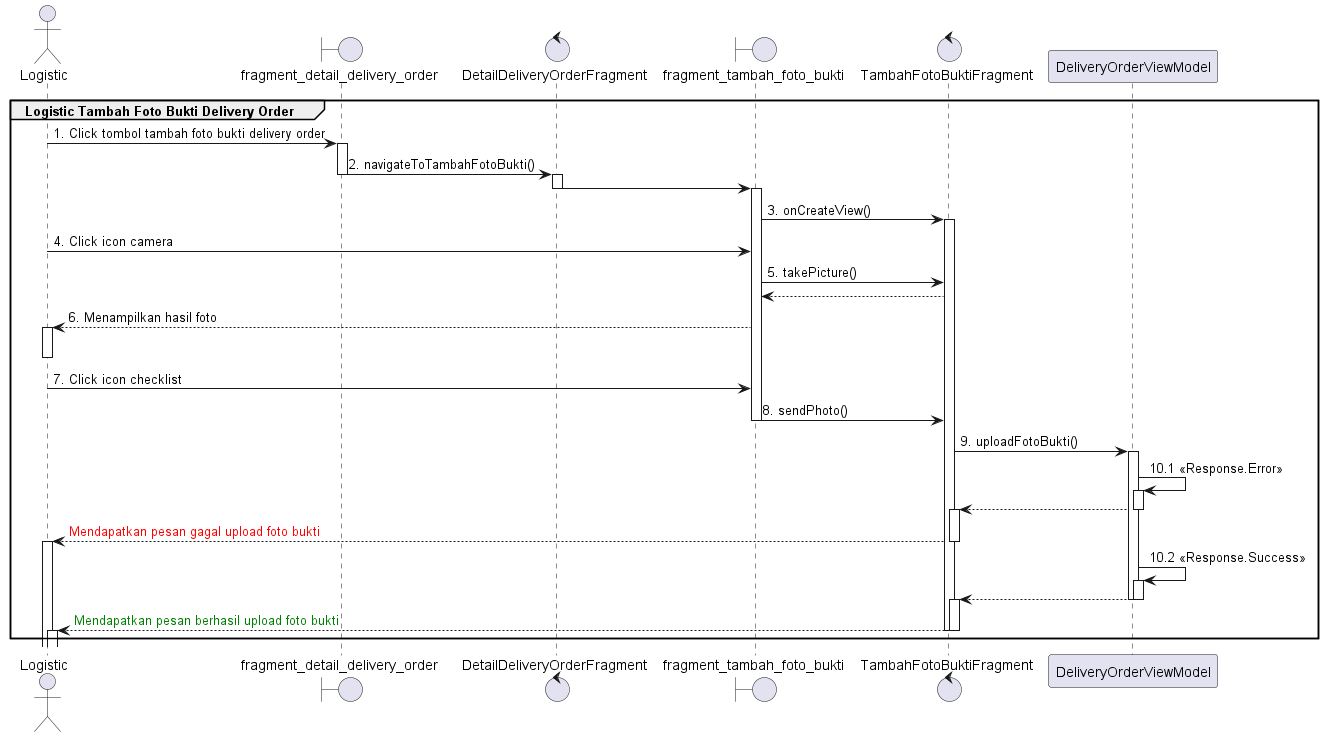 Logistic
fragment_detail_delivery_order
DetailDeliveryOrderFragment
fragment_tambah_foto_bukti
TambahFotoBuktiFragment
DeliveryOrderViewModel
Logistic Tambah Foto Bukti Delivery Order
1. Click tombol tambah foto bukti delivery order
2. navigateToTambahFotoBukti()
3. onCreateView()
4. Click icon camera
5. takePicture()
6. Menampilkan hasil foto
7. Click icon checklist
8. sendPhoto()
9. uploadFotoBukti()
10.1 «Response.Error»
Mendapatkan pesan gagal upload foto bukti
10.2 «Response.Success»
Mendapatkan pesan berhasil upload foto bukti
Logistic
fragment_detail_delivery_order
DetailDeliveryOrderFragment
fragment_tambah_foto_bukti
TambahFotoBuktiFragment
DeliveryOrderViewModel